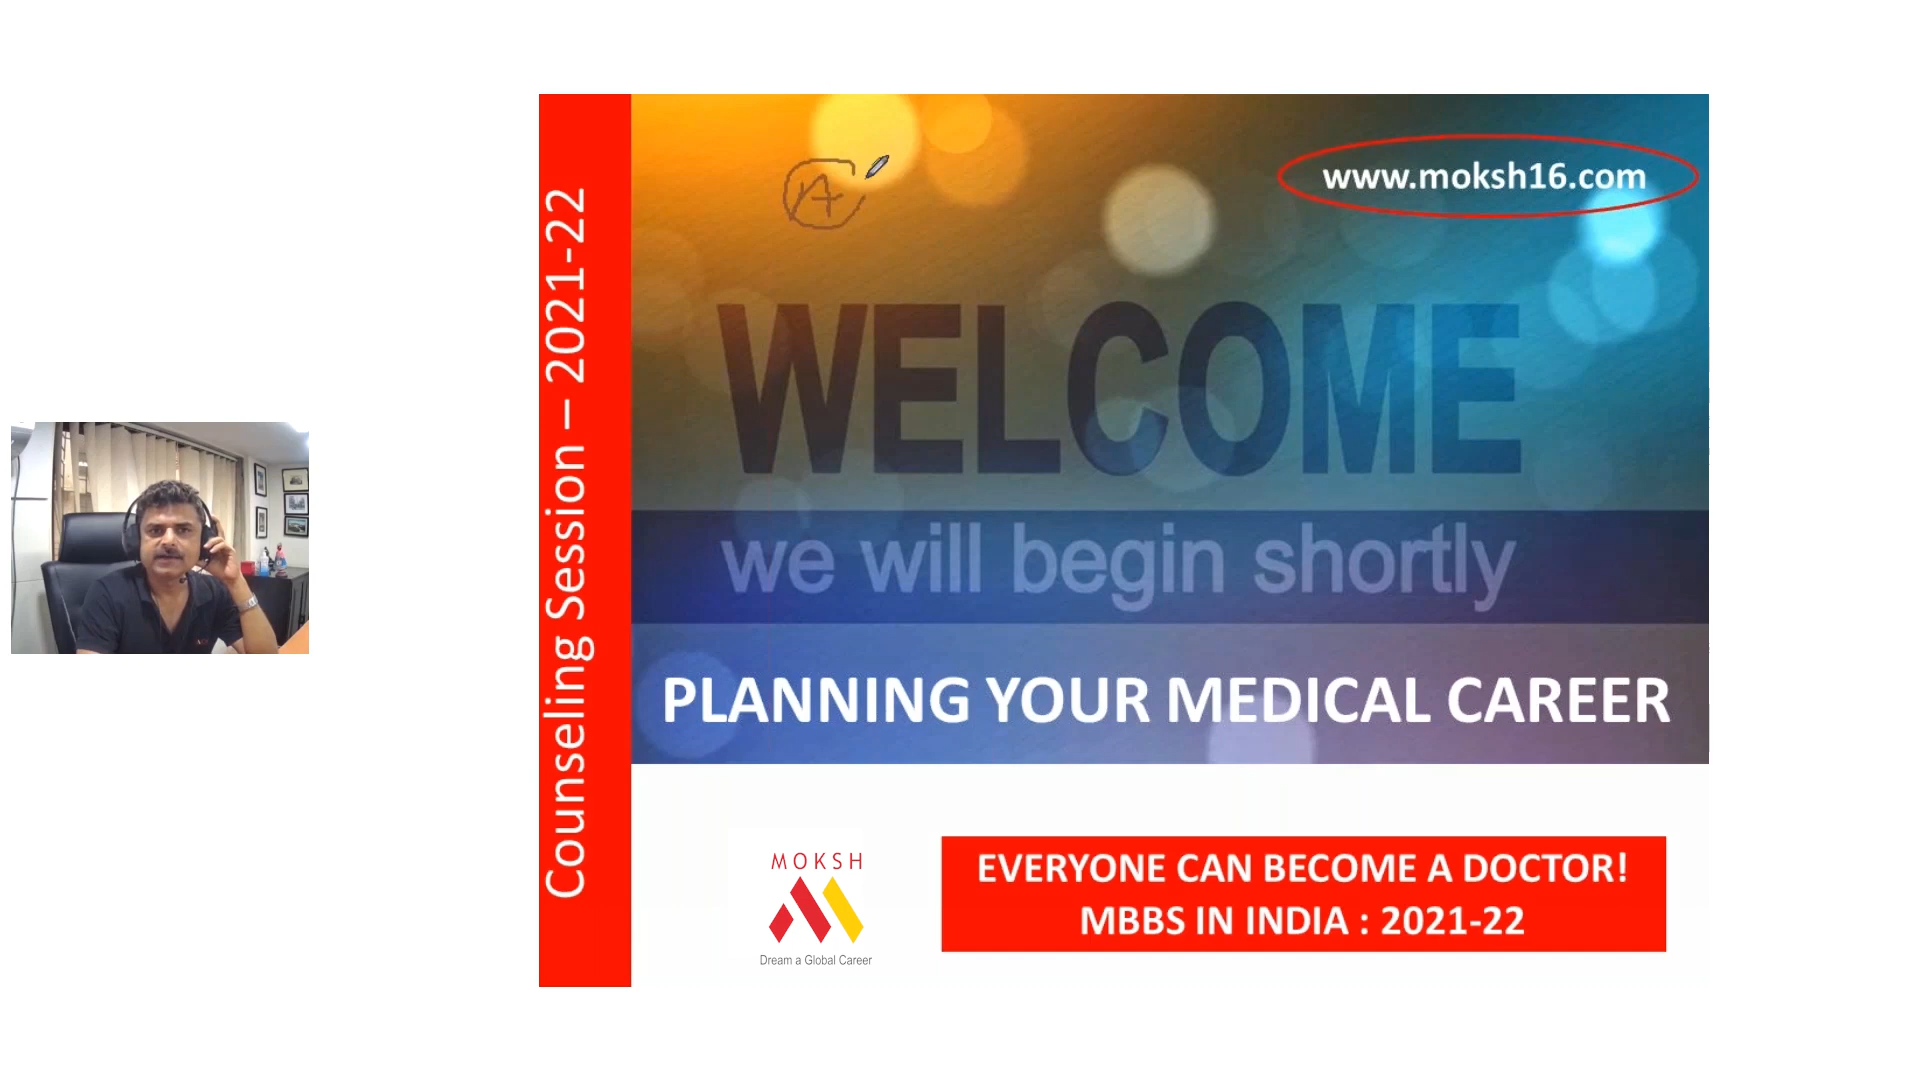 Counseling Session – 2021-22
A
www.moksh16.com
WELCOME
we will begin shortly
PLANNING YOUR MEDICAL CAREER
MOKSH
Dream a Global Career
EVERYONE CAN BECOME A DOCTOR!
MBBS IN INDIA : 2021-22